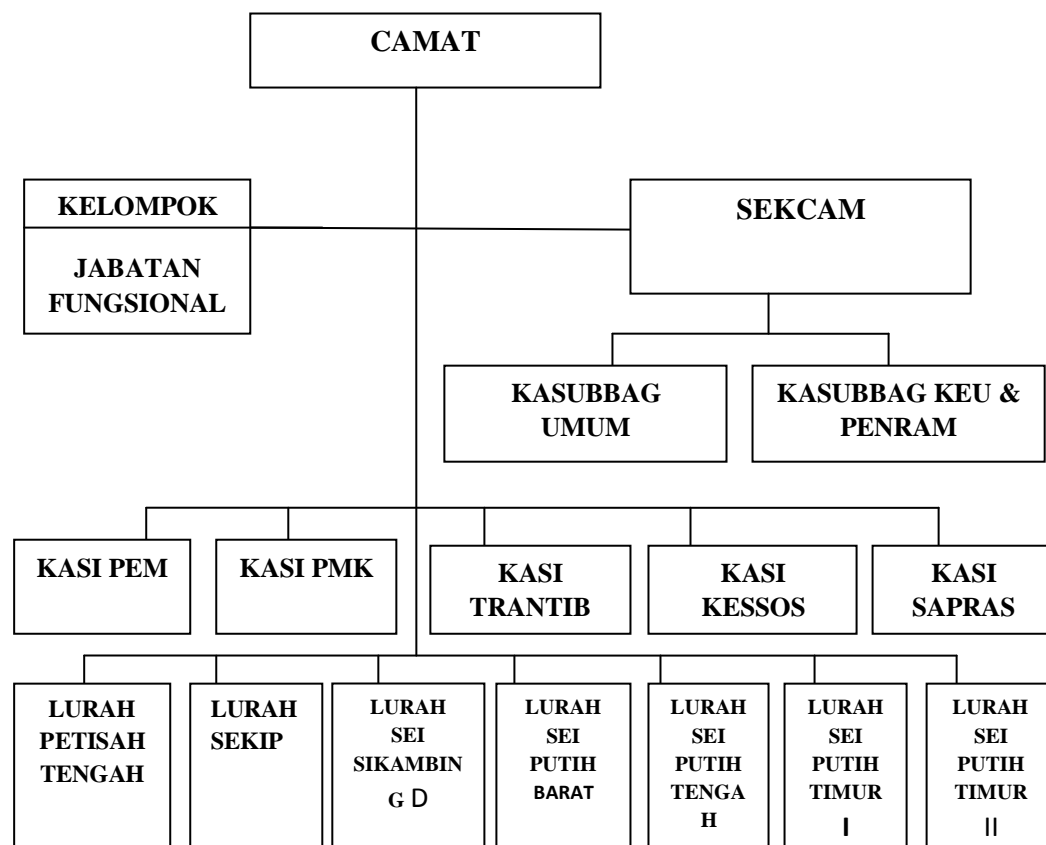 CAMAT
KELOMPOK
JABATAN
FUNGSIONAL
SEKCAM
KASUBBAG
UMUM
KASUBBAG KEU &
PENRAM
KASI PEM
KASI PMK
KASI
TRANTIB
KASI
KESSOS
KASI
SAPRAS
LURAH
PETISAH
TENGAH
LURAH
SEKIP
LURAH
SEI
SIKAMBIN
G D
LURAH
SEI
PUTIH
BARAT
LURAH
SEI
PUTIH
TENGA
H
LURAH
SEI
PUTIH
TIMUR
I
LURAH
SEI
PUTIH
TIMUR
II